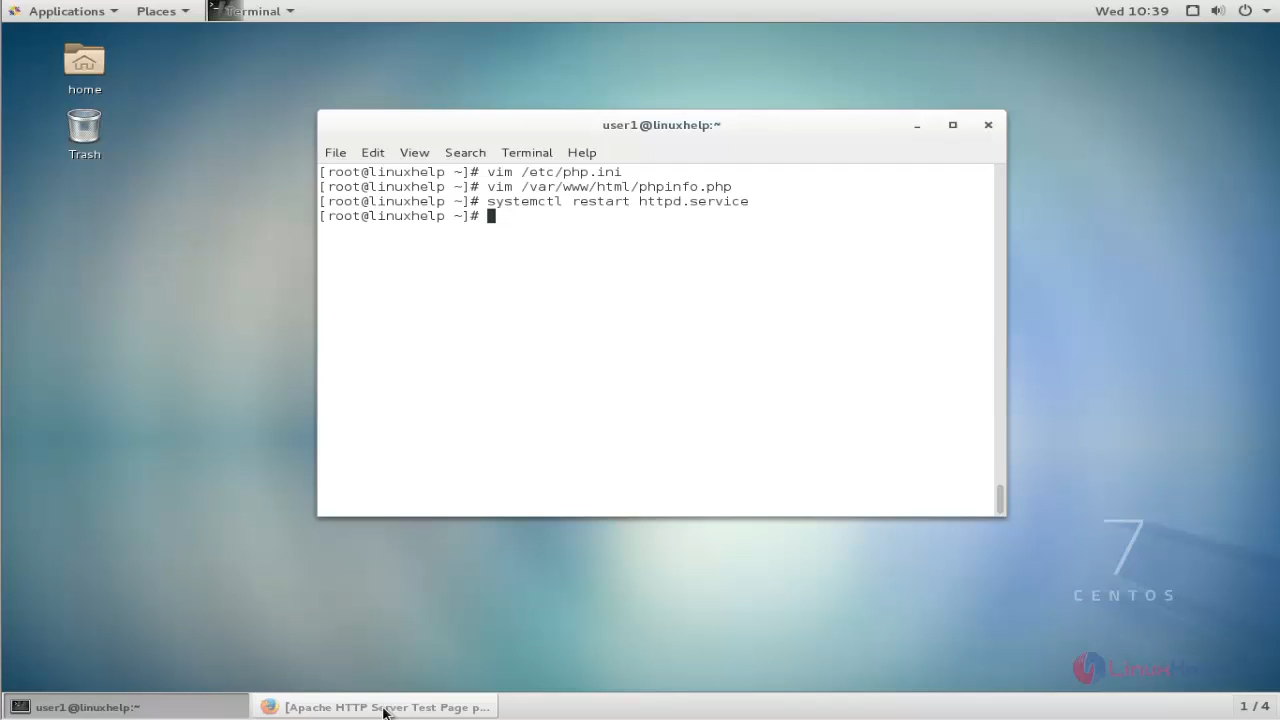 Applications Places Terminal Wed 10:39
home
Trash
user1@linuxhelp:~
File Edit View Search Terminal Help
[root@linuxhelp ~]# vim /etc/php.ini
[root@linuxhelp ~]# vim /var/www/html/phpinfo.php
[root@linuxhelp ~]# systemctl restart httpd.service
[root@linuxhelp ~]#
7
CENTOS
user1@linuxhelp:~ [Apache HTTP Server Test Page p... 1 / 4